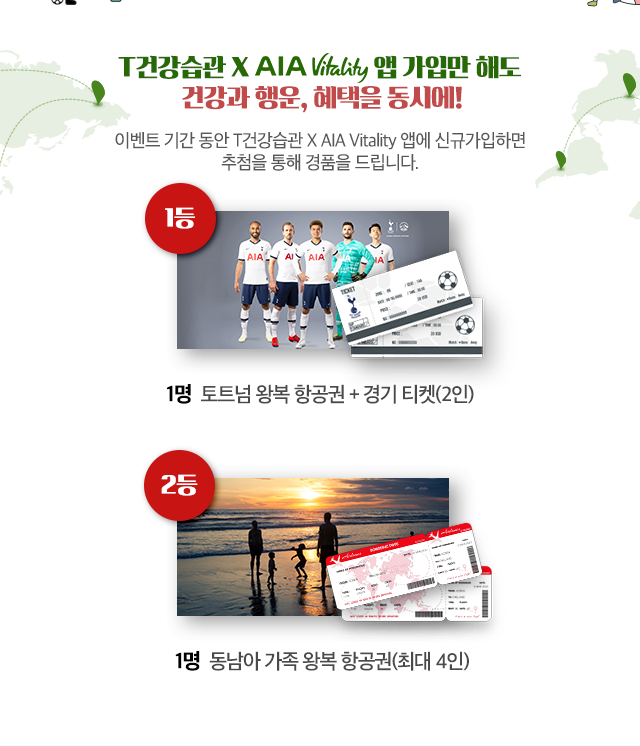 T건강습관 X AIA Vitality 앱 가입만 해도
건강과 행운, 혜택을 동시에!
이벤트 기간 동안 T건강습관 X AIA Vitality 앱에 신규가입하면
추첨을 통해 경품을 드립니다.
1등
AIA AIA AIA AIA
TICKET
1명 토트넘 왕복 항공권 + 경기 티켓(2인)
2등
BOARDING PASS
1명 동남아 가족 왕복 항공권(최대 4인)